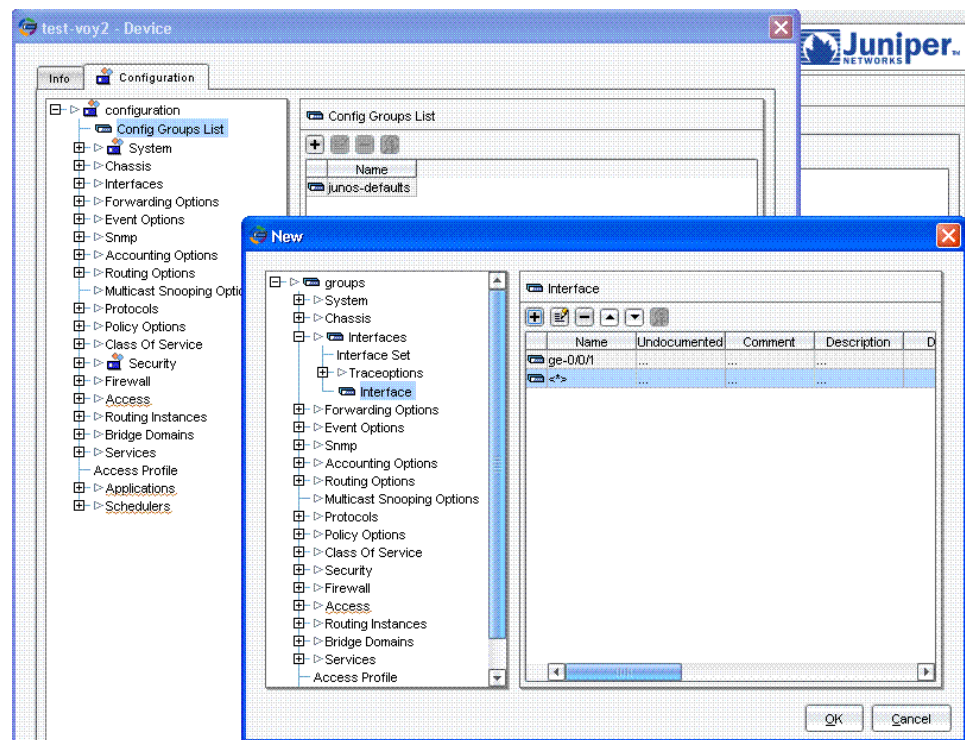 test-voy2 - Device
Juniper
NETWORKS
Info
Configuration
configuration
Config Groups List
System
Chassis
Interfaces
Forwarding Options
Event Options
Snmp
Accounting Options
Routing Options
Multicast Snooping Optio
Protocols
Policy Options
Class Of Service
Security
Firewall
Access
Routing Instances
Bridge Domains
Services
Access Profile
Applications
Schedulers
Config Groups List
Name
junos-defaults
New
groups
System
Chassis
Interfaces
Interface Set
Traceoptions
Interface
Forwarding Options
Event Options
Snmp
Accounting Options
Routing Options
Multicast Snooping Options
Protocols
Policy Options
Class Of Service
Security
Firewall
Access
Routing Instances
Bridge Domains
Services
Access Profile
Interface
Name Undocumented Comment Description D
ge-0/0/1 ... ... ...
<*> ... ... ...
OK Cancel